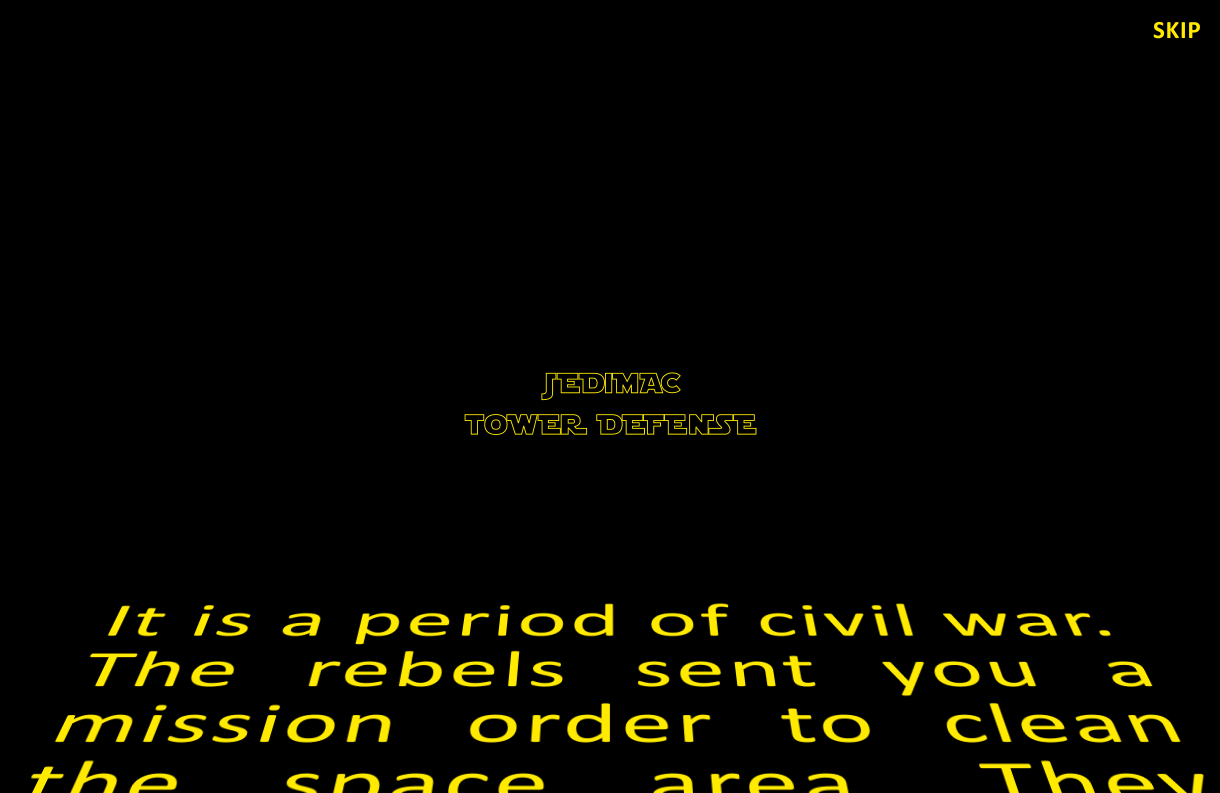 SKIP
JEDIMAC
TOWER DEFENSE
It is a period of civil war.
The rebels sent you a
mission order to clean
the space area. They